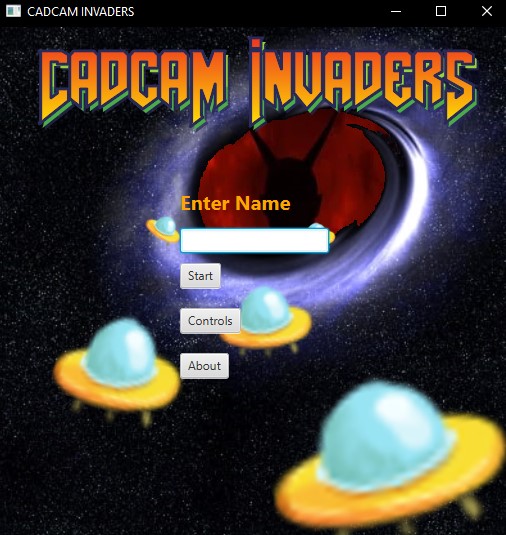 CADCAM INVADERS
CADCAM INVADERS
Enter Name
Start
Controls
About